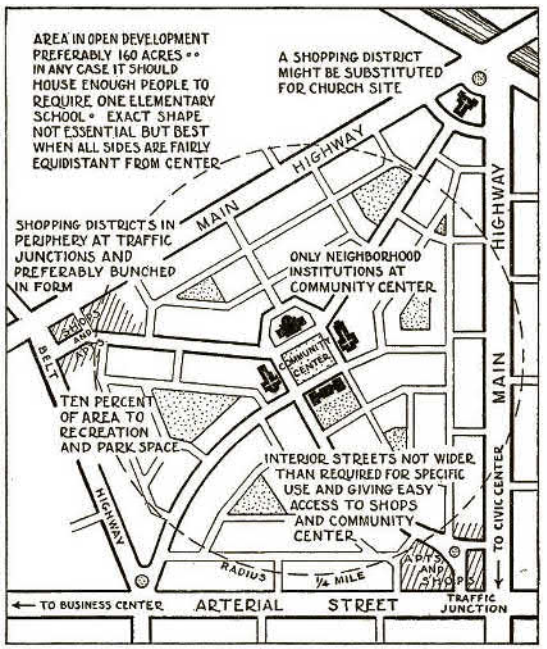 AREA IN OPEN DEVELOPMENT
PREFERABLY 160 ACRES • •
IN ANY CASE IT SHOULD
HOUSE ENOUGH PEOPLE TO
REQUIRE ONE ELEMENTARY
SCHOOL • EXACT SHAPE
NOT ESSENTIAL BUT BEST
WHEN ALL SIDES ARE FAIRLY
EQUIDISTANT FROM CENTER
A SHOPPING DISTRICT
MIGHT BE SUBSTITUTED
FOR CHURCH SITE
MAIN HIGHWAY
HIGHWAY
MAIN
SHOPPING DISTRICTS IN
PERIPHERY AT TRAFFIC
JUNCTIONS AND
PREFERABLY BUNCHED
IN FORM
ONLY NEIGHBORHOOD
INSTITUTIONS AT
COMMUNITY CENTER
SHOPS
AND
APTS
BELT
HIGHWAY
COMMUNITY
CENTER
TEN PERCENT
OF AREA TO
RECREATION
AND PARK SPACE
INTERIOR STREETS NOT WIDER
THAN REQUIRED FOR SPECIFIC
USE AND GIVING EASY
ACCESS TO SHOPS
AND COMMUNITY
CENTER
TO CIVIC CENTER
APTS
AND
SHOPS
RADIUS 1/4 MILE
← TO BUSINESS CENTER
ARTERIAL STREET
TRAFFIC
JUNCTION